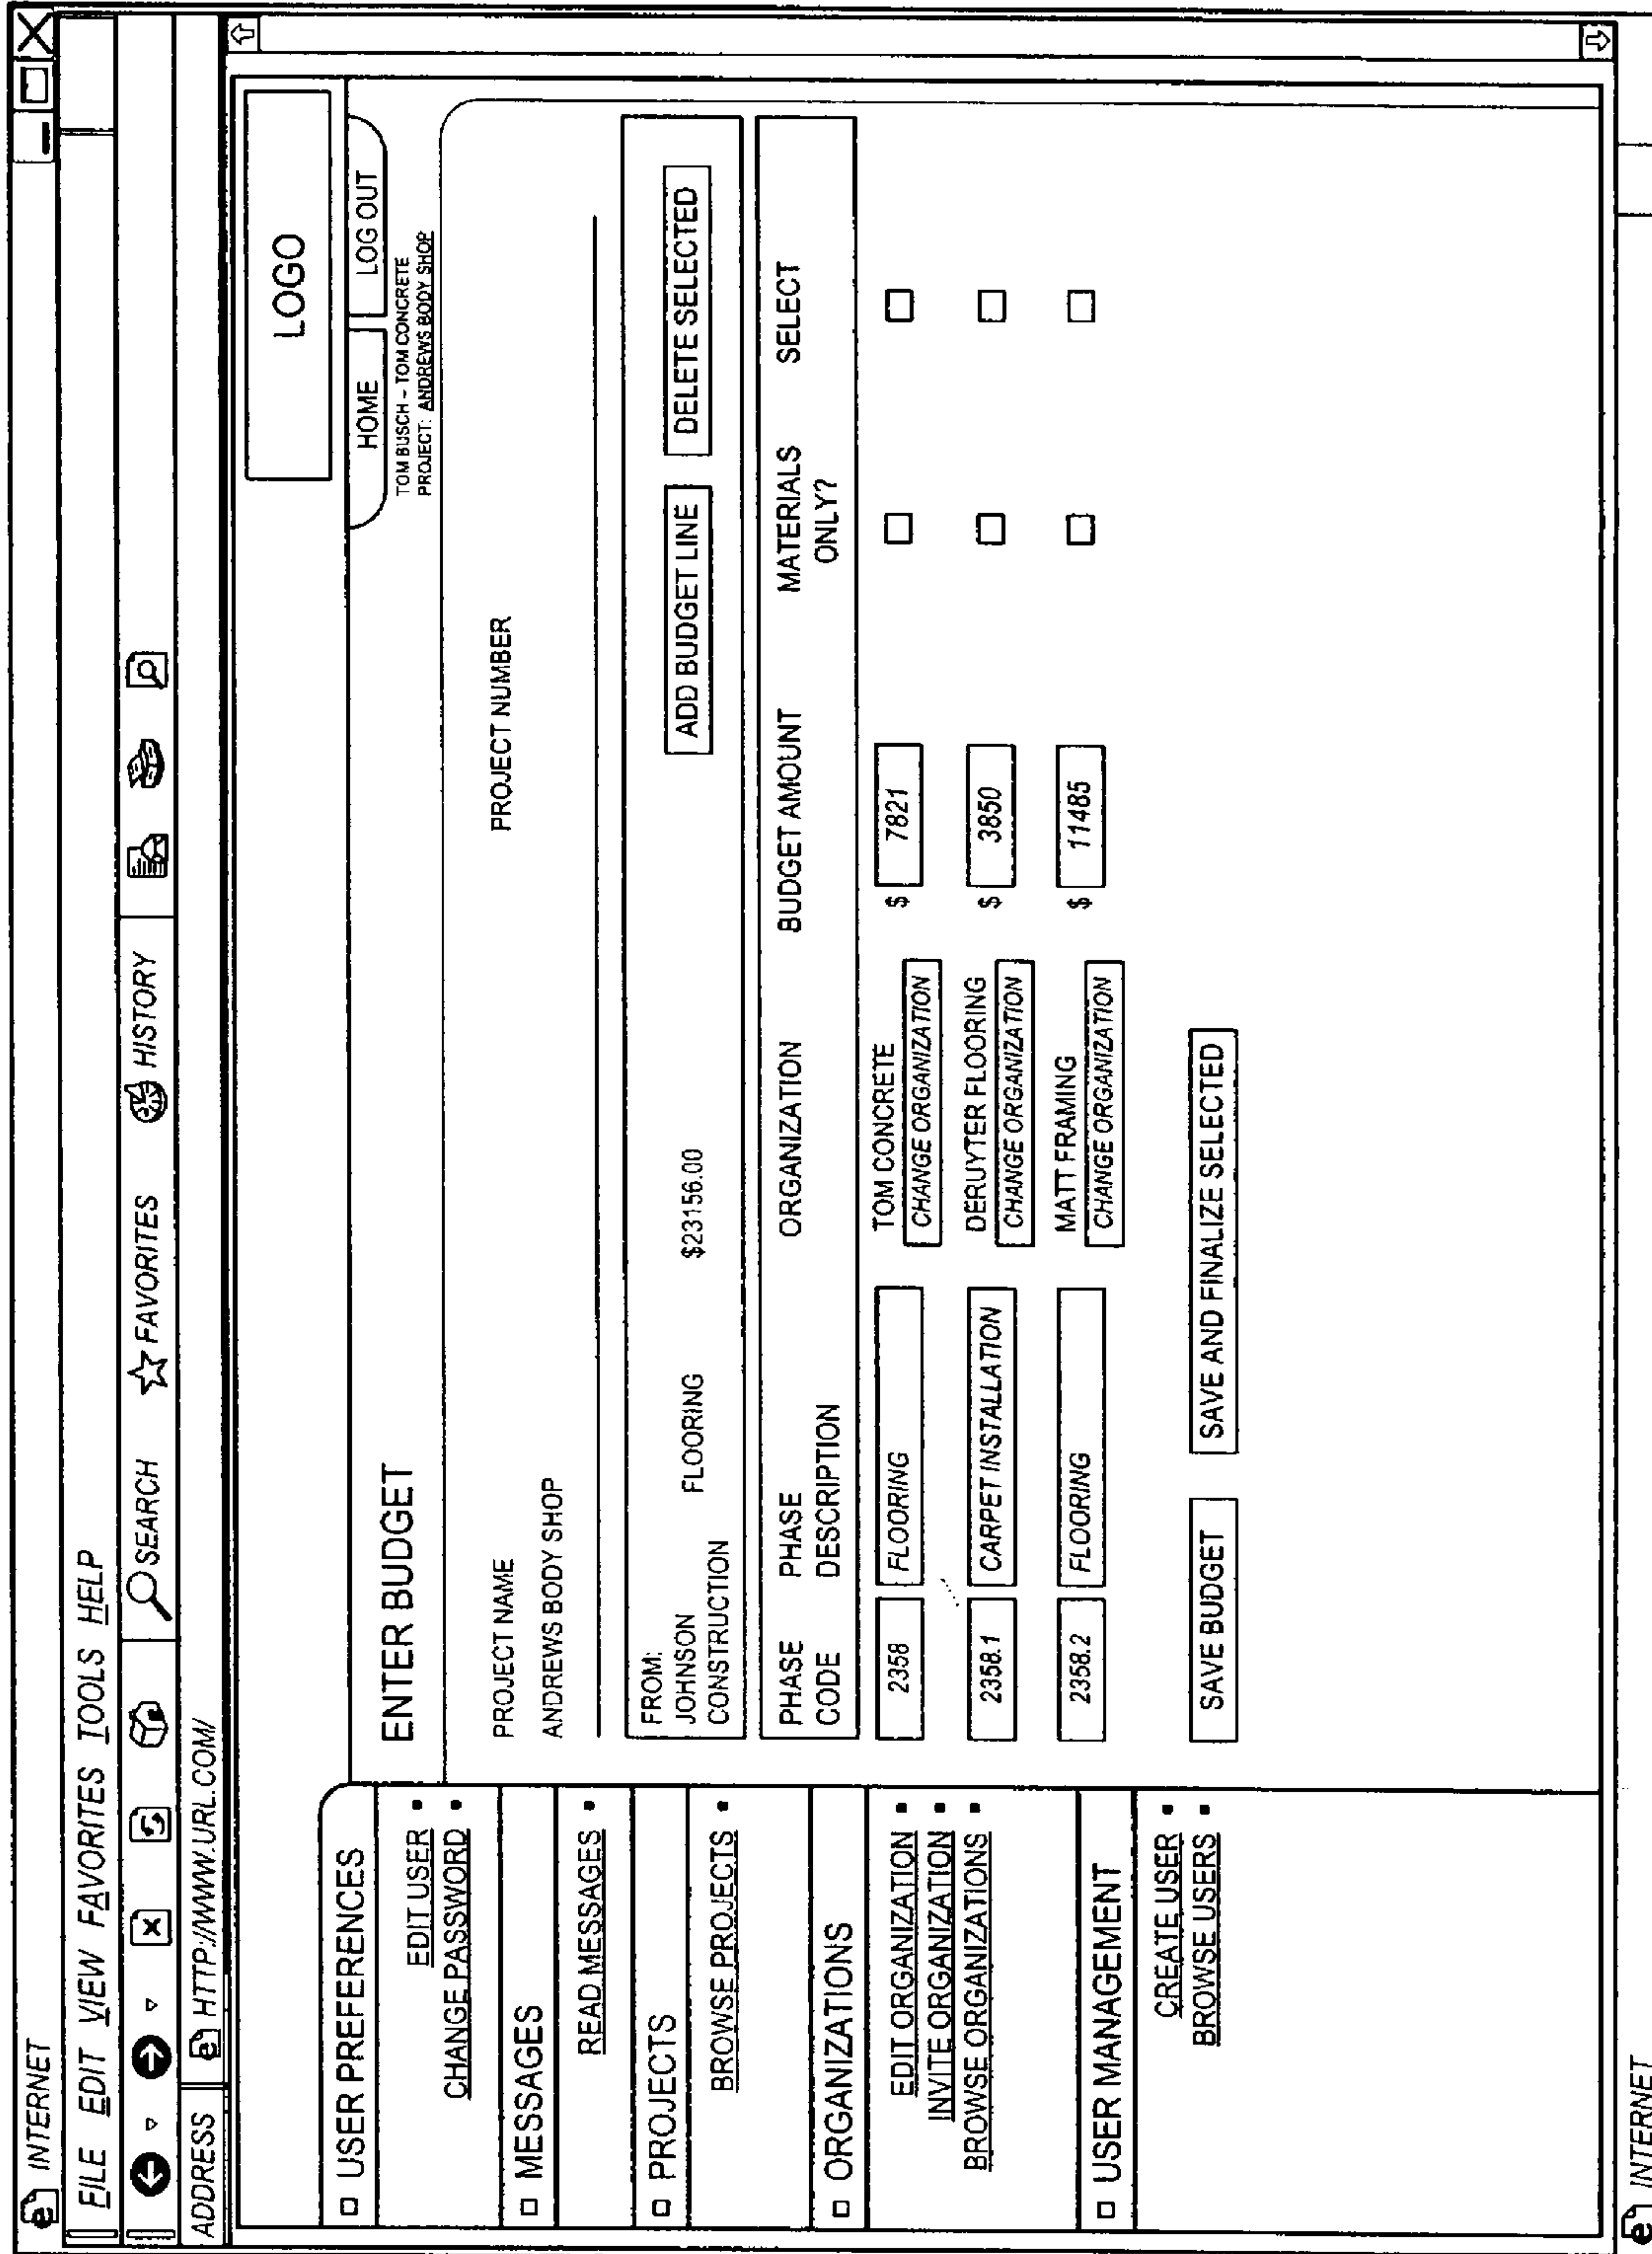 INTERNET
FILE EDIT VIEW FAVORITES TOOLS HELP
SEARCH FAVORITES HISTORY
ADDRESS HTTP://WWW.URL.COM/
LOGO
HOME LOG OUT
TOM BUSCH - TOM CONCRETE
PROJECT: ANDREWS BODY SHOP
USER PREFERENCES
EDIT USER
CHANGE PASSWORD
MESSAGES
READ MESSAGES
PROJECTS
BROWSE PROJECTS
ORGANIZATIONS
EDIT ORGANIZATION
INVITE ORGANIZATION
BROWSE ORGANIZATIONS
USER MANAGEMENT
CREATE USER
BROWSE USERS
ENTER BUDGET
PROJECT NAME PROJECT NUMBER
ANDREWS BODY SHOP
FROM:
JOHNSON
CONSTRUCTION FLOORING $23156.00 ADD BUDGET LINE DELETE SELECTED
PHASE PHASE ORGANIZATION BUDGET AMOUNT MATERIALS SELECT
CODE DESCRIPTION ONLY?
2358 FLOORING TOM CONCRETE $ 7821
CHANGE ORGANIZATION
2358.1 CARPET INSTALLATION DERUYTER FLOORING $ 3850
CHANGE ORGANIZATION
2358.2 FLOORING MATT FRAMING $ 11485
CHANGE ORGANIZATION
SAVE BUDGET SAVE AND FINALIZE SELECTED
INTERNET